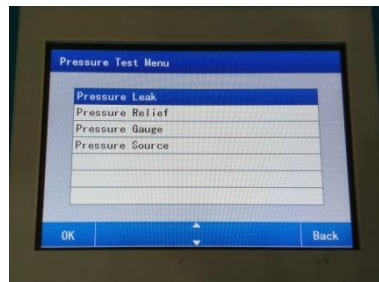 Pressure Test Menu
Pressure Leak
Pressure Relief
Pressure Gauge
Pressure Source
OK
Back